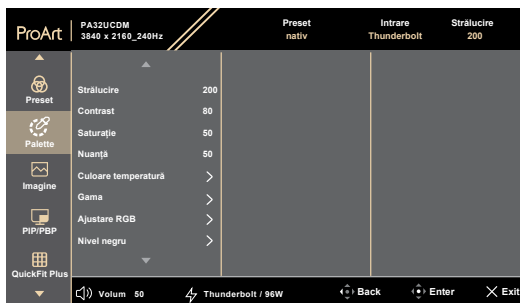 ProArt
PA32UCDM
3840 x 2160_240Hz
Preset
nativ
Intrare
Thunderbolt
Strălucire
200
Preset
Palette
Imagine
PIP/PBP
QuickFit Plus
Strălucire 200
Contrast 80
Saturație 50
Nuanță 50
Culoare temperatură
Gama
Ajustare RGB
Nivel negru
Volum 50
Thunderbolt / 96W
Back
Enter
Exit